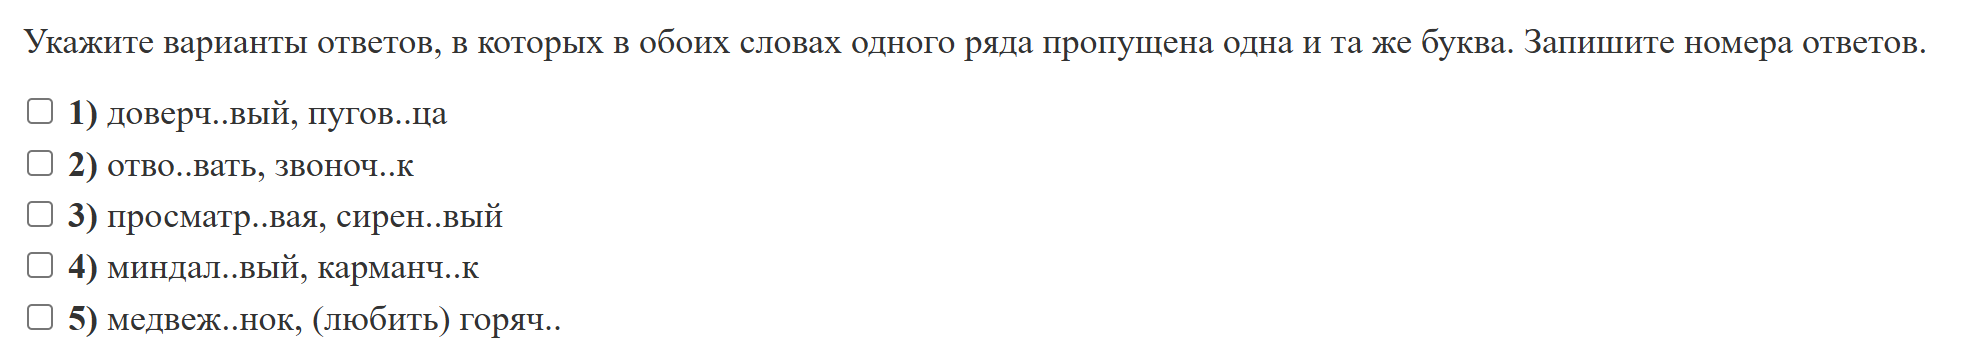 Укажите варианты ответов, в которых в обоих словах одного ряда пропущена одна и та же буква. Запишите номера ответов.
1) доверч..вый, пугов..ца
2) отво..вать, звоноч..к
3) просматр..вая, сирен..вый
4) миндал..вый, карманч..к
5) медвеж..нок, (любить) горяч..